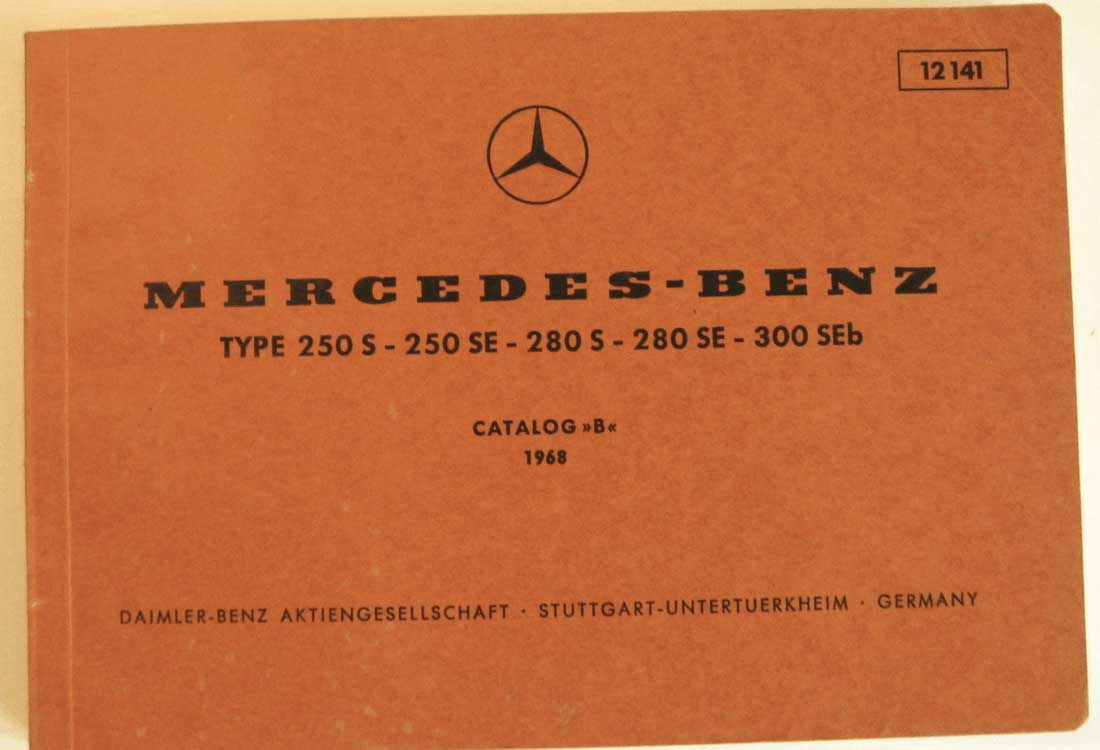 12 141
MERCEDES-BENZ
TYPE 250 S - 250 SE - 280 S - 280 SE - 300 SEb
CATALOG »B«
1968
DAIMLER-BENZ AKTIENGESELLSCHAFT · STUTTGART-UNTERTUERKHEIM · GERMANY